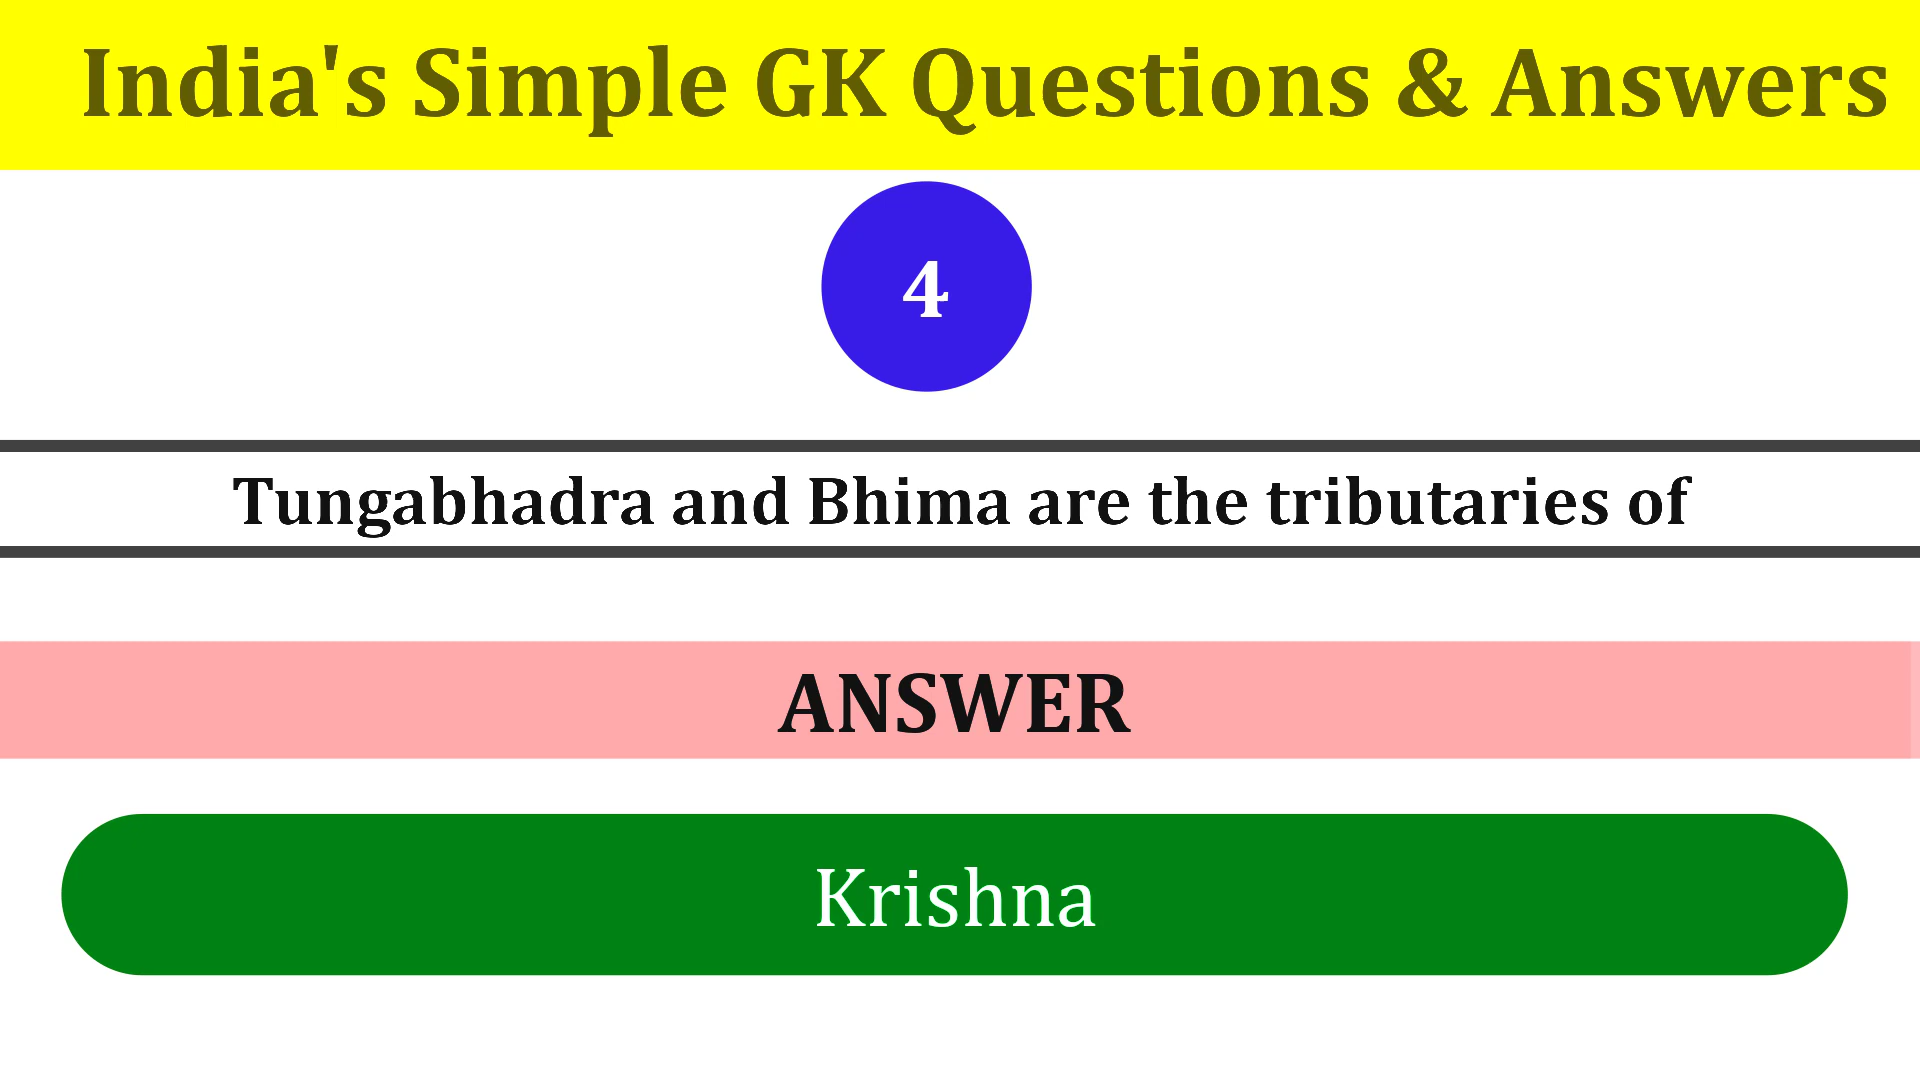 India's Simple GK Questions & Answers
4
Tungabhadra and Bhima are the tributaries of
ANSWER
Krishna